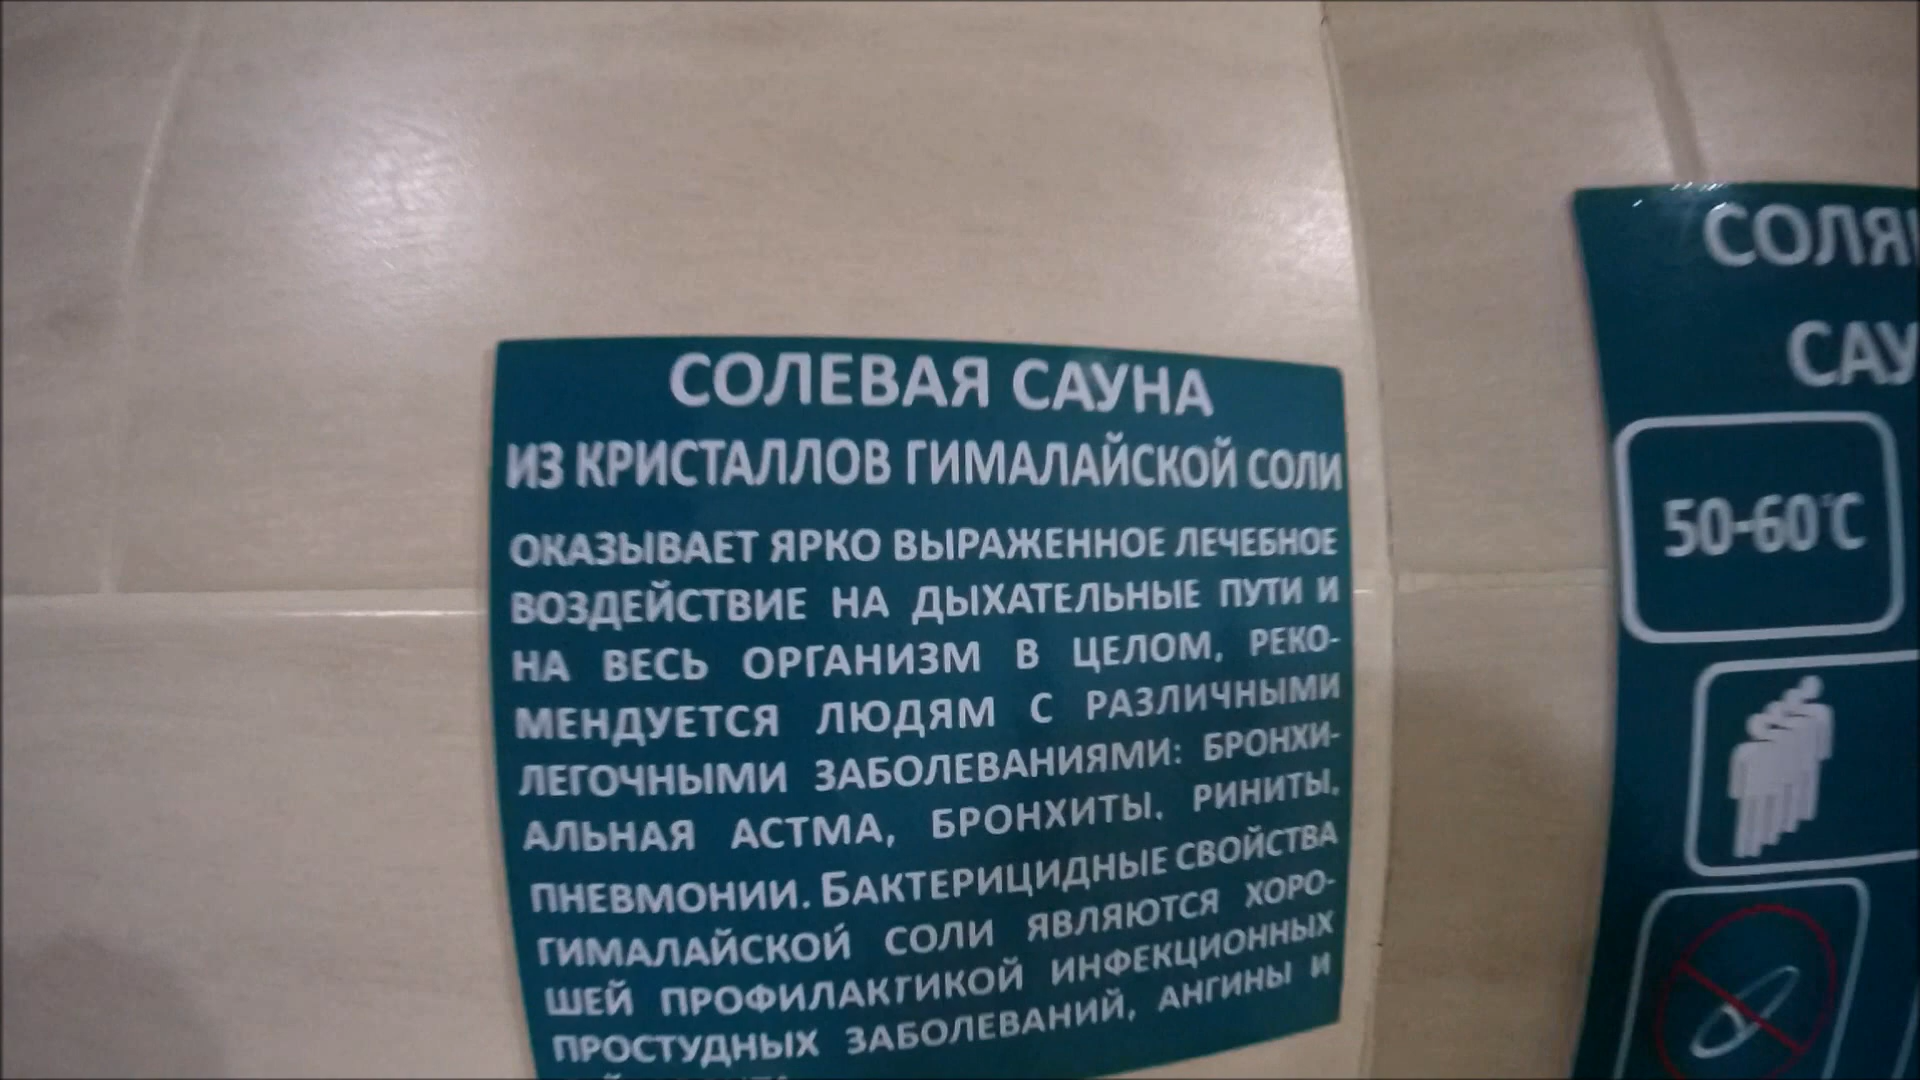 СОЛЕВАЯ САУНА
ИЗ КРИСТАЛЛОВ ГИМАЛАЙСКОЙ СОЛИ
ОКАЗЫВАЕТ ЯРКО ВЫРАЖЕННОЕ ЛЕЧЕБНОЕ
ВОЗДЕЙСТВИЕ НА ДЫХАТЕЛЬНЫЕ ПУТИ И
НА ВЕСЬ ОРГАНИЗМ В ЦЕЛОМ, РЕКО-
МЕНДУЕТСЯ ЛЮДЯМ С РАЗЛИЧНЫМИ
ЛЕГОЧНЫМИ ЗАБОЛЕВАНИЯМИ: БРОНХИ-
АЛЬНАЯ АСТМА, БРОНХИТЫ, РИНИТЫ,
ПНЕВМОНИИ. БАКТЕРИЦИДНЫЕ СВОЙСТВА
ГИМАЛАЙСКОЙ СОЛИ ЯВЛЯЮТСЯ ХОРО-
ШЕЙ ПРОФИЛАКТИКОЙ ИНФЕКЦИОННЫХ
ПРОСТУДНЫХ ЗАБОЛЕВАНИЙ, АНГИНЫ И
СОЛЯ
САУ
50-60°С